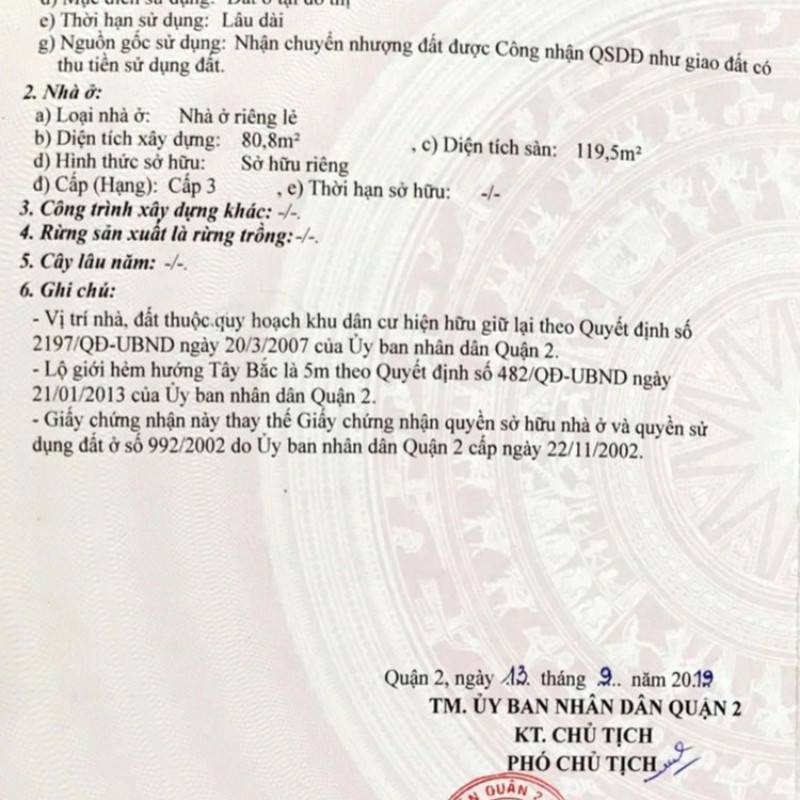 d) Mục đích sử dụng: Đất ở tại đô thị
e) Thời hạn sử dụng: Lâu dài
g) Nguồn gốc sử dụng: Nhận chuyển nhượng đất được Công nhận QSDĐ như giao đất có
thu tiền sử dụng đất.
2. Nhà ở:
a) Loại nhà ở: Nhà ở riêng lẻ
b) Diện tích xây dựng: 80,8m² , c) Diện tích sàn: 119,5m²
d) Hình thức sở hữu: Sở hữu riêng
đ) Cấp (Hạng): Cấp 3 , e) Thời hạn sở hữu: -/-
3. Công trình xây dựng khác: -/-.
4. Rừng sản xuất là rừng trồng: -/-.
5. Cây lâu năm: -/-.
6. Ghi chú:
- Vị trí nhà, đất thuộc quy hoạch khu dân cư hiện hữu giữ lại theo Quyết định số
2197/QĐ-UBND ngày 20/3/2007 của Ủy ban nhân dân Quận 2.
- Lộ giới hẻm hướng Tây Bắc là 5m theo Quyết định số 482/QĐ-UBND ngày
21/01/2013 của Ủy ban nhân dân Quận 2.
- Giấy chứng nhận này thay thế Giấy chứng nhận quyền sở hữu nhà ở và quyền sử
dụng đất ở số 992/2002 do Ủy ban nhân dân Quận 2 cấp ngày 22/11/2002.
Quận 2, ngày 13. tháng 9.. năm 2019
TM. ỦY BAN NHÂN DÂN QUẬN 2
KT. CHỦ TỊCH
PHÓ CHỦ TỊCH
QUẬN 2